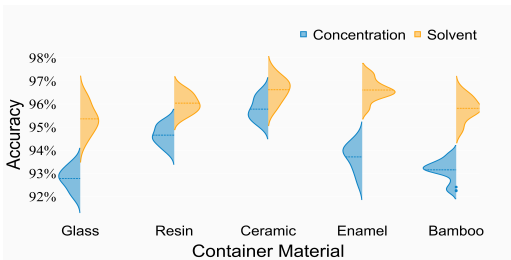 Concentration Solvent
98%
97%
96%
95%
94%
93%
92%
Accuracy
Glass Resin Ceramic Enamel Bamboo
Container Material